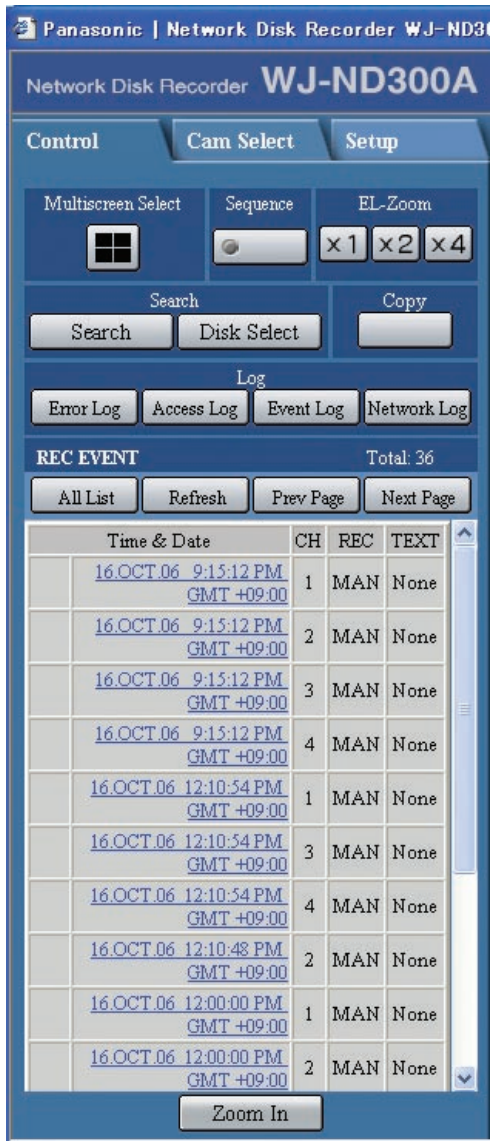 Panasonic | Network Disk Recorder WJ-ND3
Network Disk Recorder WJ-ND300A
Control Cam Select Setup
Multiscreen Select Sequence EL-Zoom
x1 x2 x4
Search Copy
Search Disk Select
Log
Error Log Access Log Event Log Network Log
REC EVENT Total: 36
All List Refresh Prev Page Next Page
Time & Date CH REC TEXT
16.OCT.06 9:15:12 PM
GMT +09:00 1 MAN None
16.OCT.06 9:15:12 PM
GMT +09:00 2 MAN None
16.OCT.06 9:15:12 PM
GMT +09:00 3 MAN None
16.OCT.06 9:15:12 PM
GMT +09:00 4 MAN None
16.OCT.06 12:10:54 PM
GMT +09:00 1 MAN None
16.OCT.06 12:10:54 PM
GMT +09:00 3 MAN None
16.OCT.06 12:10:54 PM
GMT +09:00 4 MAN None
16.OCT.06 12:10:48 PM
GMT +09:00 2 MAN None
16.OCT.06 12:00:00 PM
GMT +09:00 1 MAN None
16.OCT.06 12:00:00 PM
GMT +09:00 2 MAN None
Zoom In